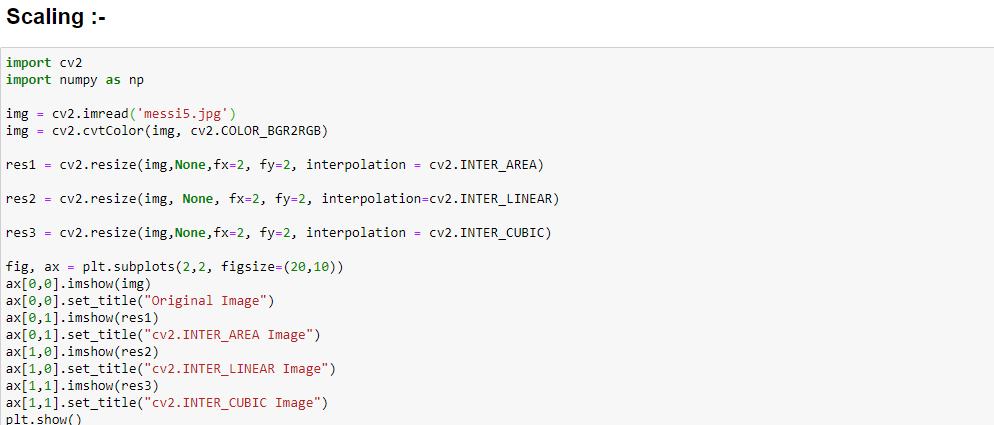 Scaling :-
import cv2
import numpy as np
img = cv2.imread('messi5.jpg')
img = cv2.cvtColor(img, cv2.COLOR_BGR2RGB)
res1 = cv2.resize(img,None,fx=2, fy=2, interpolation = cv2.INTER_AREA)
res2 = cv2.resize(img, None, fx=2, fy=2, interpolation=cv2.INTER_LINEAR)
res3 = cv2.resize(img,None,fx=2, fy=2, interpolation = cv2.INTER_CUBIC)
fig, ax = plt.subplots(2,2, figsize=(20,10))
ax[0,0].imshow(img)
ax[0,0].set_title("Original Image")
ax[0,1].imshow(res1)
ax[0,1].set_title("cv2.INTER_AREA Image")
ax[1,0].imshow(res2)
ax[1,0].set_title("cv2.INTER_LINEAR Image")
ax[1,1].imshow(res3)
ax[1,1].set_title("cv2.INTER_CUBIC Image")
plt.show()